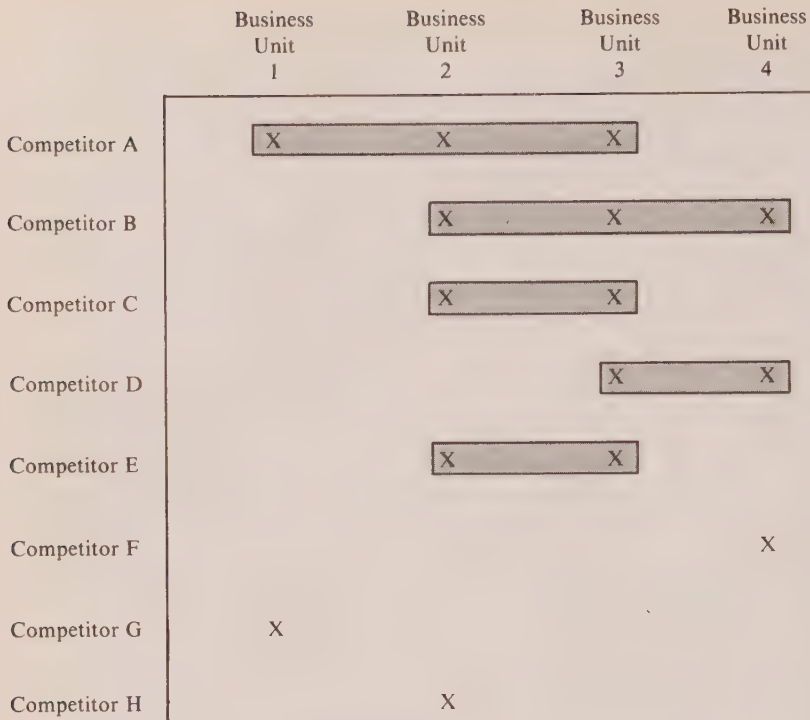 Business Business Business Business
Unit Unit Unit Unit
1 2 3 4
Competitor A X X X
Competitor B X X X
Competitor C X X
Competitor D X X
Competitor E X X
Competitor F X
Competitor G X
Competitor H X